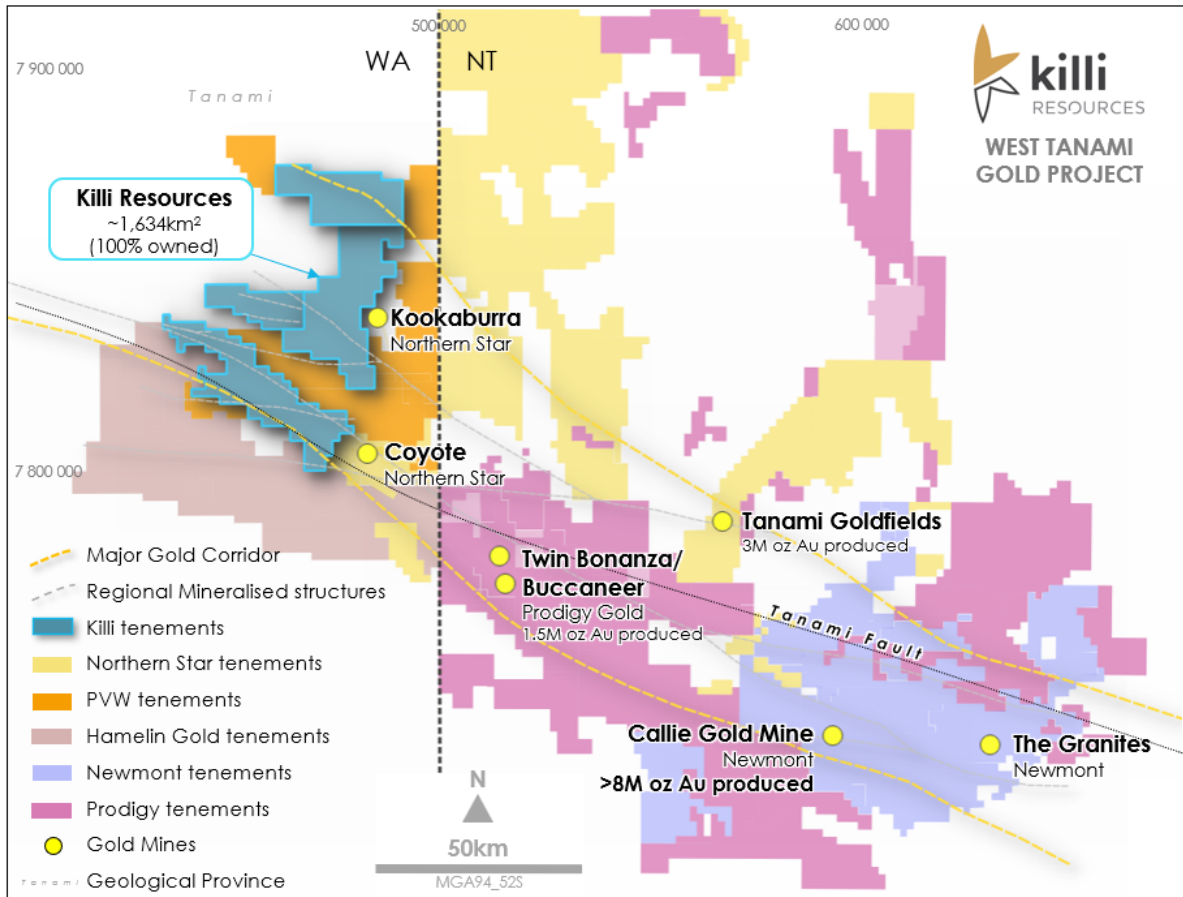 500 000
600 000
7 900 000
WA
NT
Tanami
killi
RESOURCES
WEST TANAMI
GOLD PROJECT
Killi Resources
~1,634km²
(100% owned)
Kookaburra
Northern Star
Coyote
Northern Star
7 800 000
Tanami Goldfields
3M oz Au produced
Twin Bonanza/
Buccaneer
Prodigy Gold
1.5M oz Au produced
Tanami Fault
Callie Gold Mine
Newmont
>8M oz Au produced
The Granites
Newmont
Major Gold Corridor
Regional Mineralised structures
Killi tenements
Northern Star tenements
PVW tenements
Hamelin Gold tenements
Newmont tenements
Prodigy tenements
Gold Mines
Tanami Geological Province
N
50km
MGA94_52S